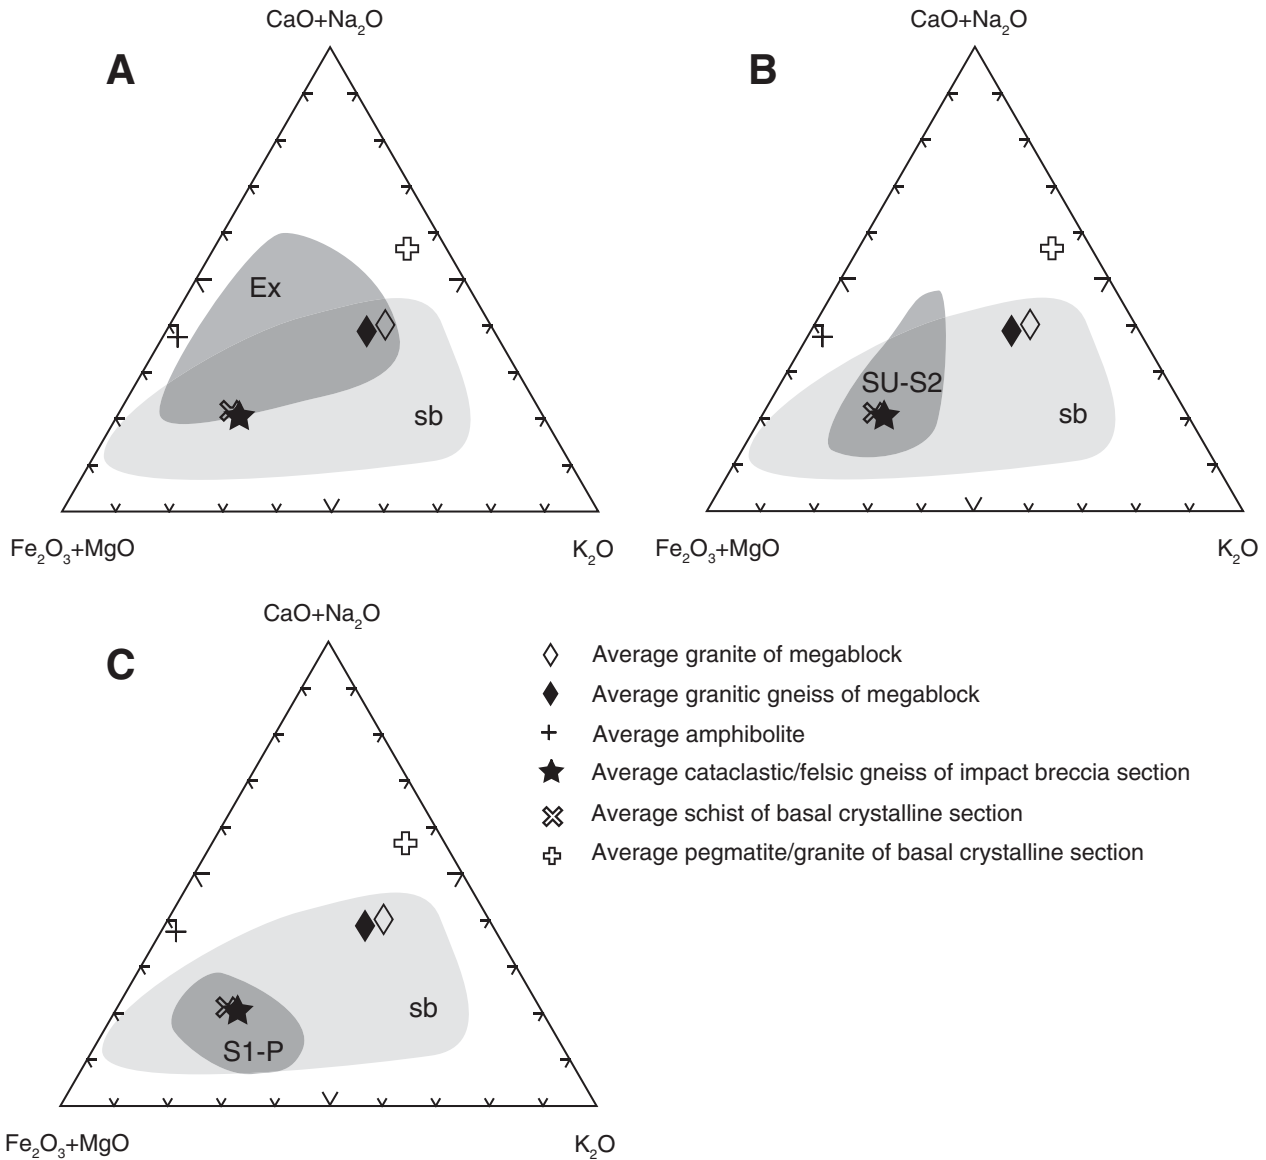 CaO+Na2O
A
Ex
sb
Fe2O3+MgO
K2O
CaO+Na2O
B
SU-S2
sb
Fe2O3+MgO
K2O
CaO+Na2O
C
sb
S1-P
Fe2O3+MgO
K2O
Average granite of megablock
Average granitic gneiss of megablock
Average amphibolite
Average cataclastic/felsic gneiss of impact breccia section
Average schist of basal crystalline section
Average pegmatite/granite of basal crystalline section